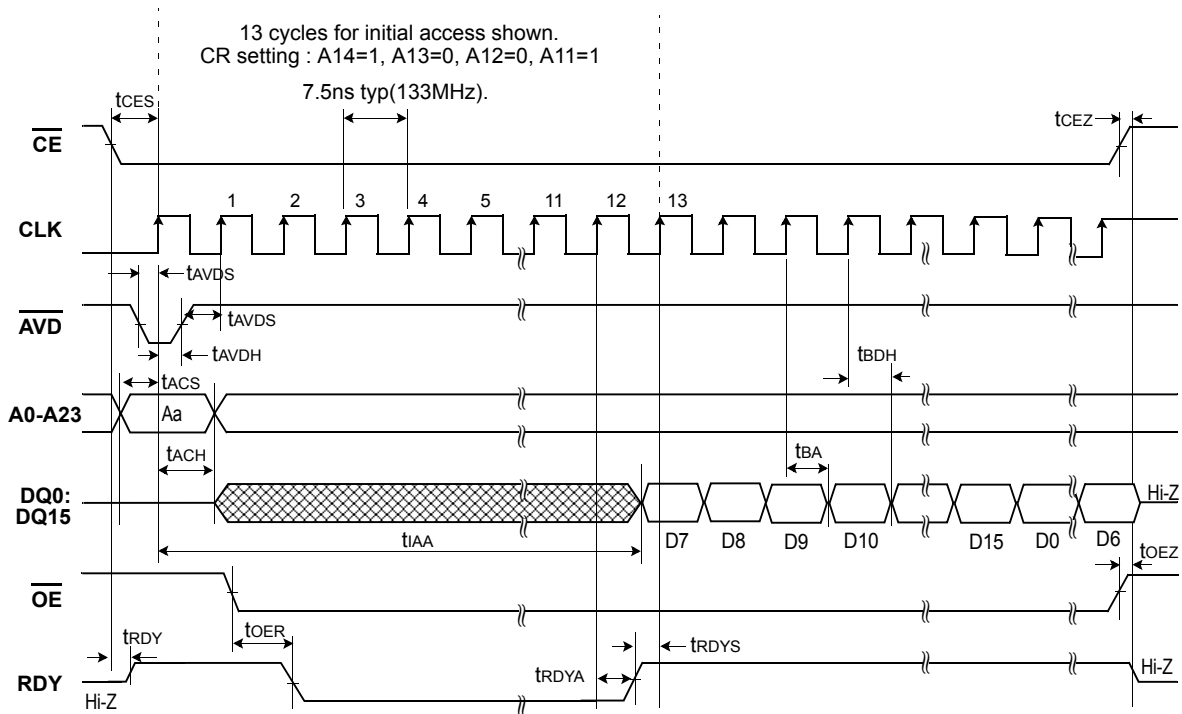 13 cycles for initial access shown.
CR setting : A14=1, A13=0, A12=0, A11=1
7.5ns typ(133MHz).
tCES
tCEZ
CE
1 2 3 4 5 11 12 13
CLK
tAVDS
AVD
tAVDS
tAVDH
tBDH
tACS
A0-A23
Aa
tACH
tBA
DQ0:
DQ15
Hi-Z
D7 D8 D9 D10 D15 D0 D6
tIAA
tOEZ
OE
tOER
tRDY
tRDYS
tRDYA
RDY
Hi-Z
Hi-Z